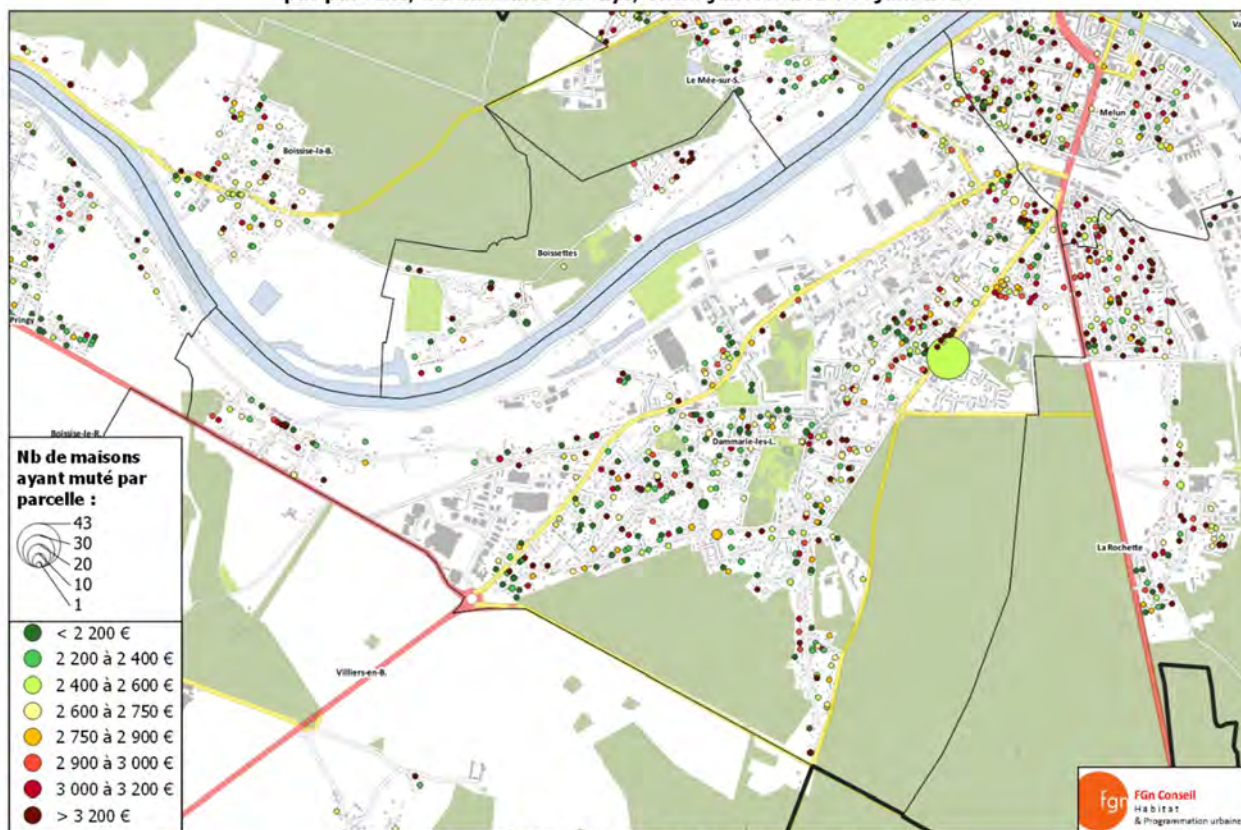 Le Mée-sur-S.
Melun
Boissise-la-B.
Boissettes
Pringy
Dammarie-les-L.
Boissise-le-R.
La Rochette
Villiers-en-B.
Nb de maisons
ayant muté par
parcelle :
43
30
20
10
1
< 2 200 €
2 200 à 2 400 €
2 400 à 2 600 €
2 600 à 2 750 €
2 750 à 2 900 €
2 900 à 3 000 €
3 000 à 3 200 €
> 3 200 €
fgn
FGn Conseil
Habitat
& Programmation urbaine